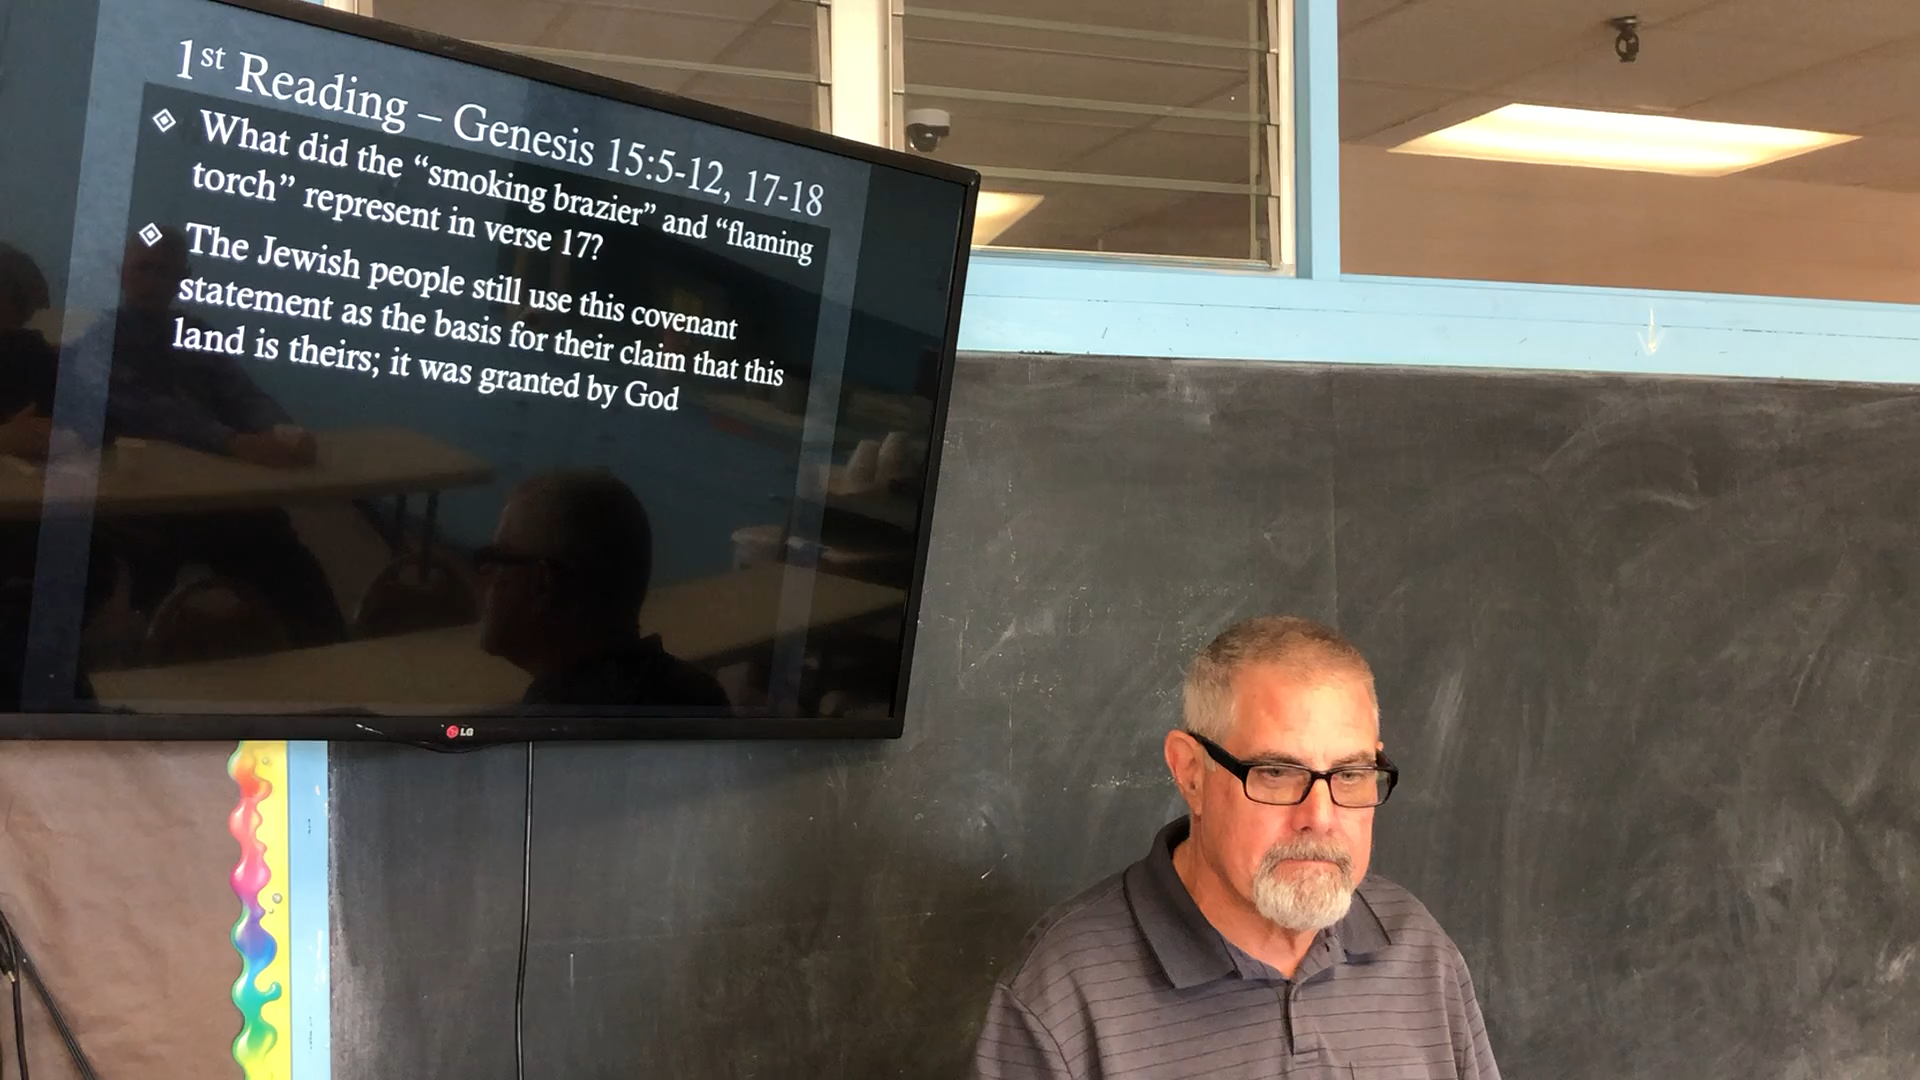 1st Reading – Genesis 15:5-12, 17-18
What did the “smoking brazier” and “flaming
torch” represent in verse 17?
The Jewish people still use this covenant
statement as the basis for their claim that this
land is theirs; it was granted by God
LG